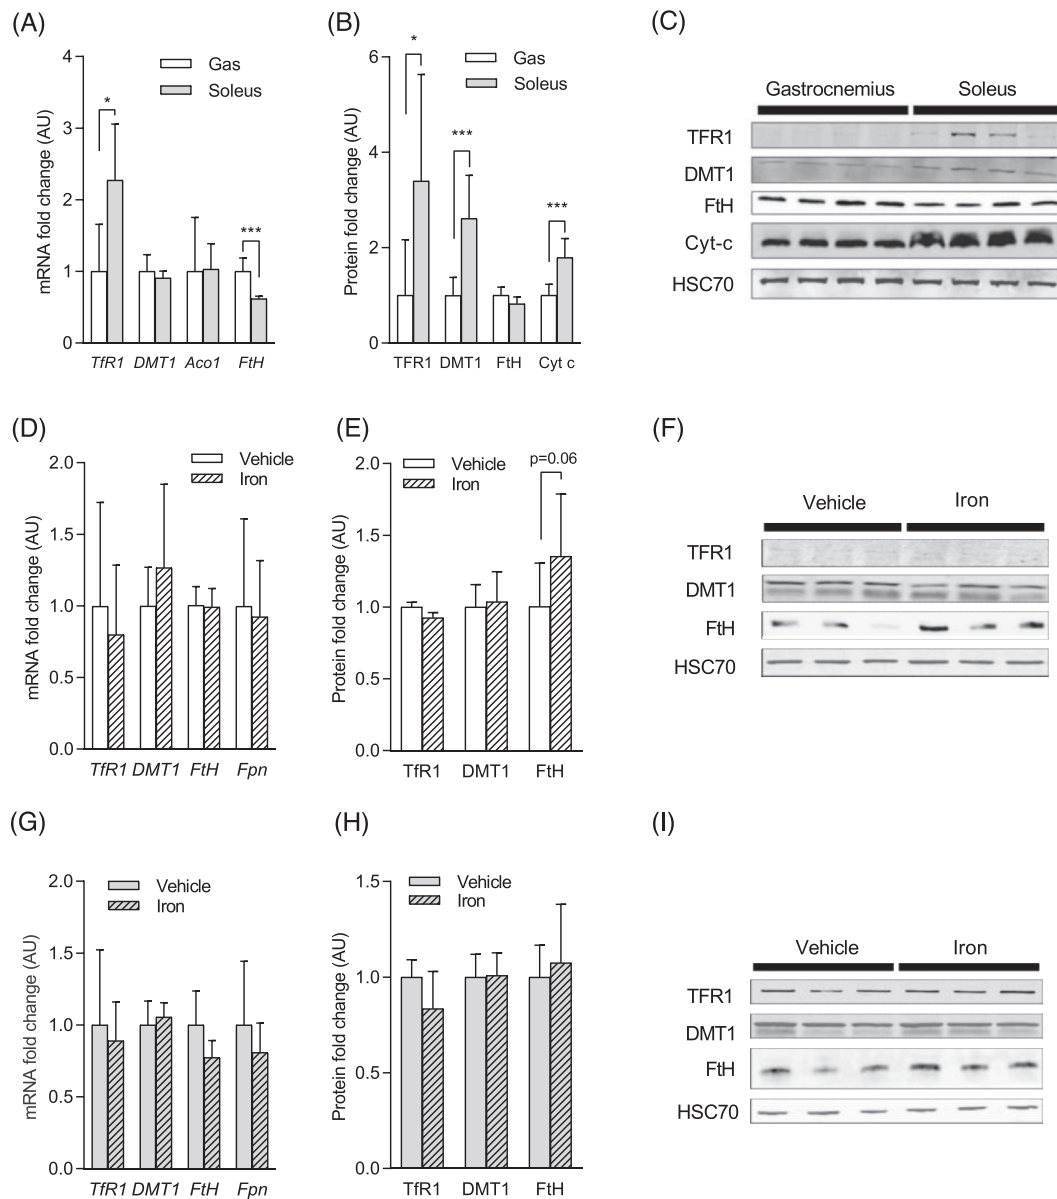 (A)
4
3
2
1
0
mRNA fold change (AU)
Gas
Soleus
*
***
TfR1 DMT1 Aco1 FtH
(B)
6
4
2
0
Protein fold change (AU)
Gas
Soleus
*
***
***
TFR1 DMT1 FtH Cyt c
(C)
Gastrocnemius Soleus
TFR1
DMT1
FtH
Cyt-c
HSC70
(D)
2.0
1.5
1.0
0.5
0.0
mRNA fold change (AU)
Vehicle
Iron
TfR1 DMT1 FtH Fpn
(E)
2.0
1.5
1.0
0.5
0.0
Protein fold change (AU)
Vehicle
Iron
p=0.06
TfR1 DMT1 FtH
(F)
Vehicle Iron
TFR1
DMT1
FtH
HSC70
(G)
2.0
1.5
1.0
0.5
0.0
mRNA fold change (AU)
Vehicle
Iron
TfR1 DMT1 FtH Fpn
(H)
1.5
1.0
0.5
0.0
Protein fold change (AU)
Vehicle
Iron
TfR1 DMT1 FtH
(I)
Vehicle Iron
TFR1
DMT1
FtH
HSC70